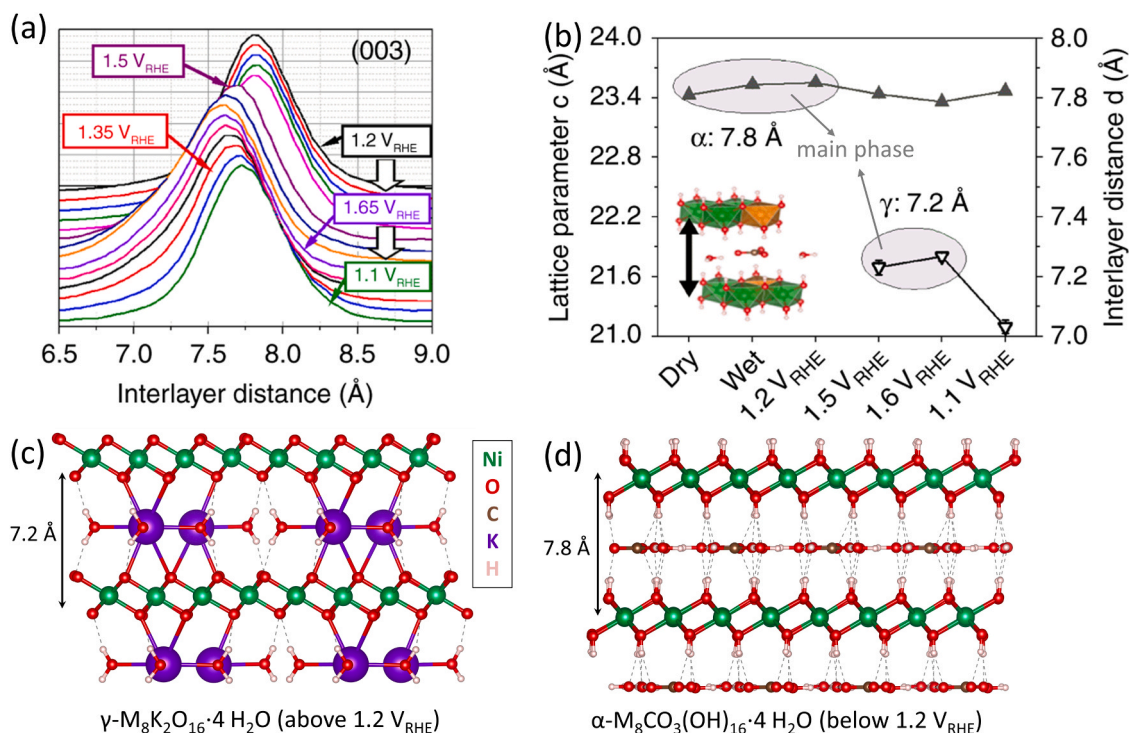 (a)
(003)
1.5 V_RHE
1.35 V_RHE
1.2 V_RHE
1.65 V_RHE
1.1 V_RHE
6.5 7.0 7.5 8.0 8.5 9.0
Interlayer distance (Å)
(b)
24.0
23.4
22.8
22.2
21.6
21.0
Lattice parameter c (Å)
8.0
7.8
7.6
7.4
7.2
7.0
Interlayer distance d (Å)
α: 7.8 Å
main phase
γ: 7.2 Å
Dry
Wet
1.2 V_RHE
1.5 V_RHE
1.6 V_RHE
1.1 V_RHE
(c)
7.2 Å
Ni
O
C
K
H
γ-M₈K₂O₁₆·4 H₂O (above 1.2 V_RHE)
(d)
7.8 Å
α-M₈CO₃(OH)₁₆·4 H₂O (below 1.2 V_RHE)